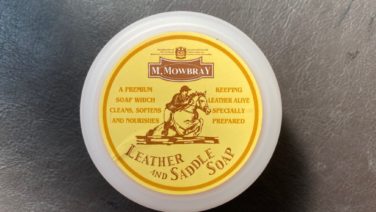 M. MOWBRAY
A PREMIUM
SOAP WHICH
CLEANS, SOFTENS
AND NOURISHES
KEEPING
LEATHER ALIVE
SPECIALLY
PREPARED
LEATHER
AND SADDLE
SOAP